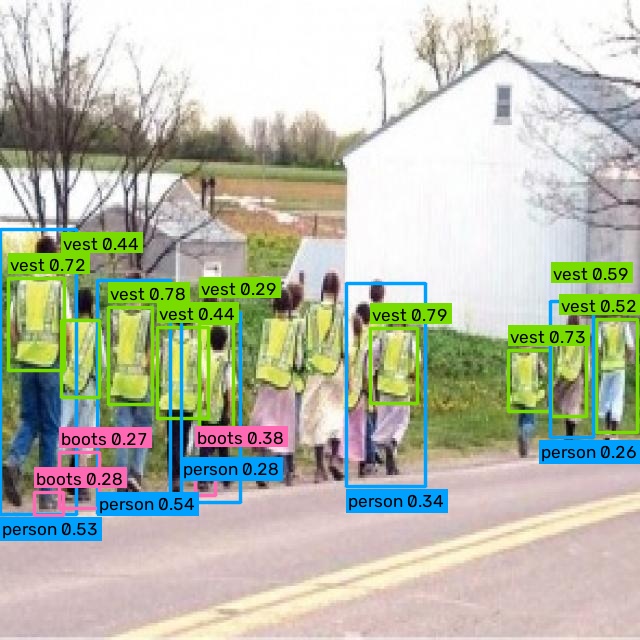 vest 0.44
vest 0.72
vest 0.78
vest 0.29
vest 0.44
vest 0.79
vest 0.59
vest 0.52
vest 0.73
boots 0.27
boots 0.38
boots 0.28
person 0.28
person 0.54
person 0.53
person 0.34
person 0.26